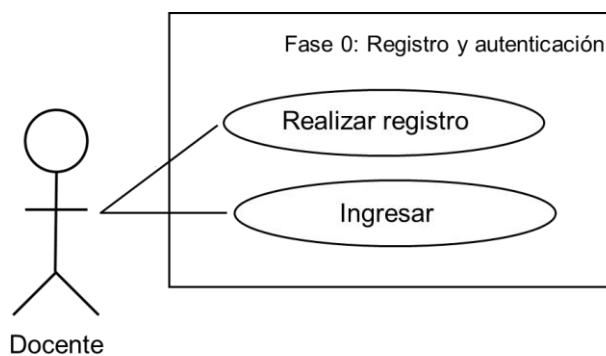 Fase 0: Registro y autenticación
Realizar registro
Ingresar
Docente